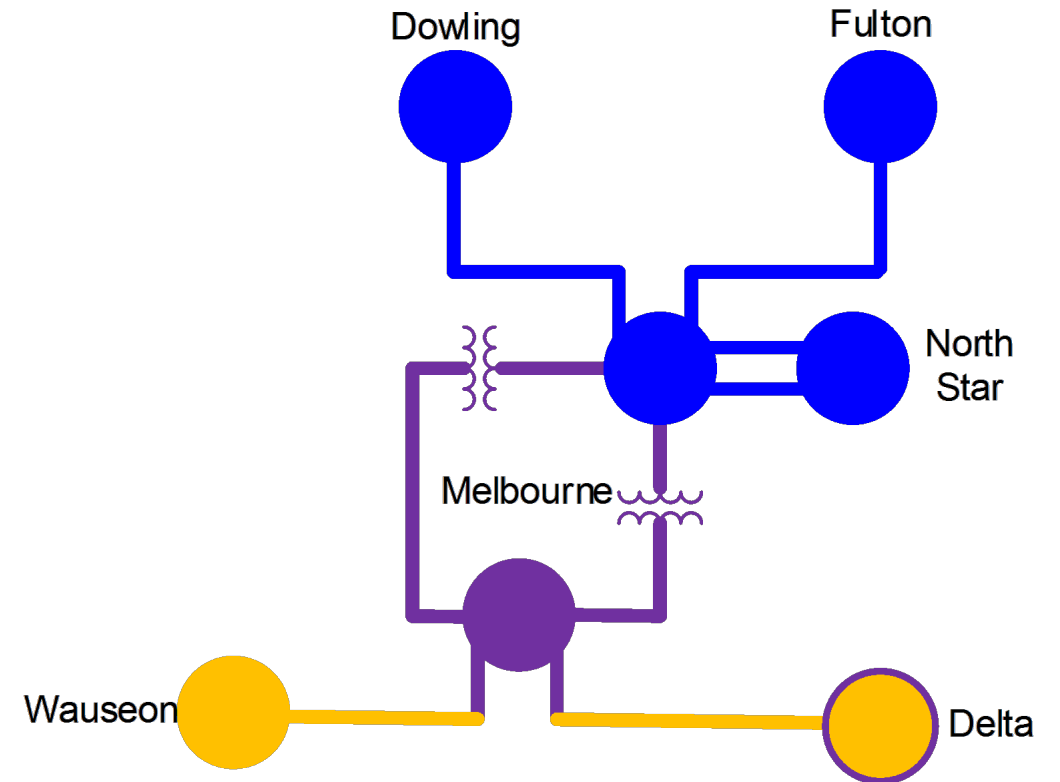 Dowling
Fulton
North
Star
Melbourne
Wauseon
Delta